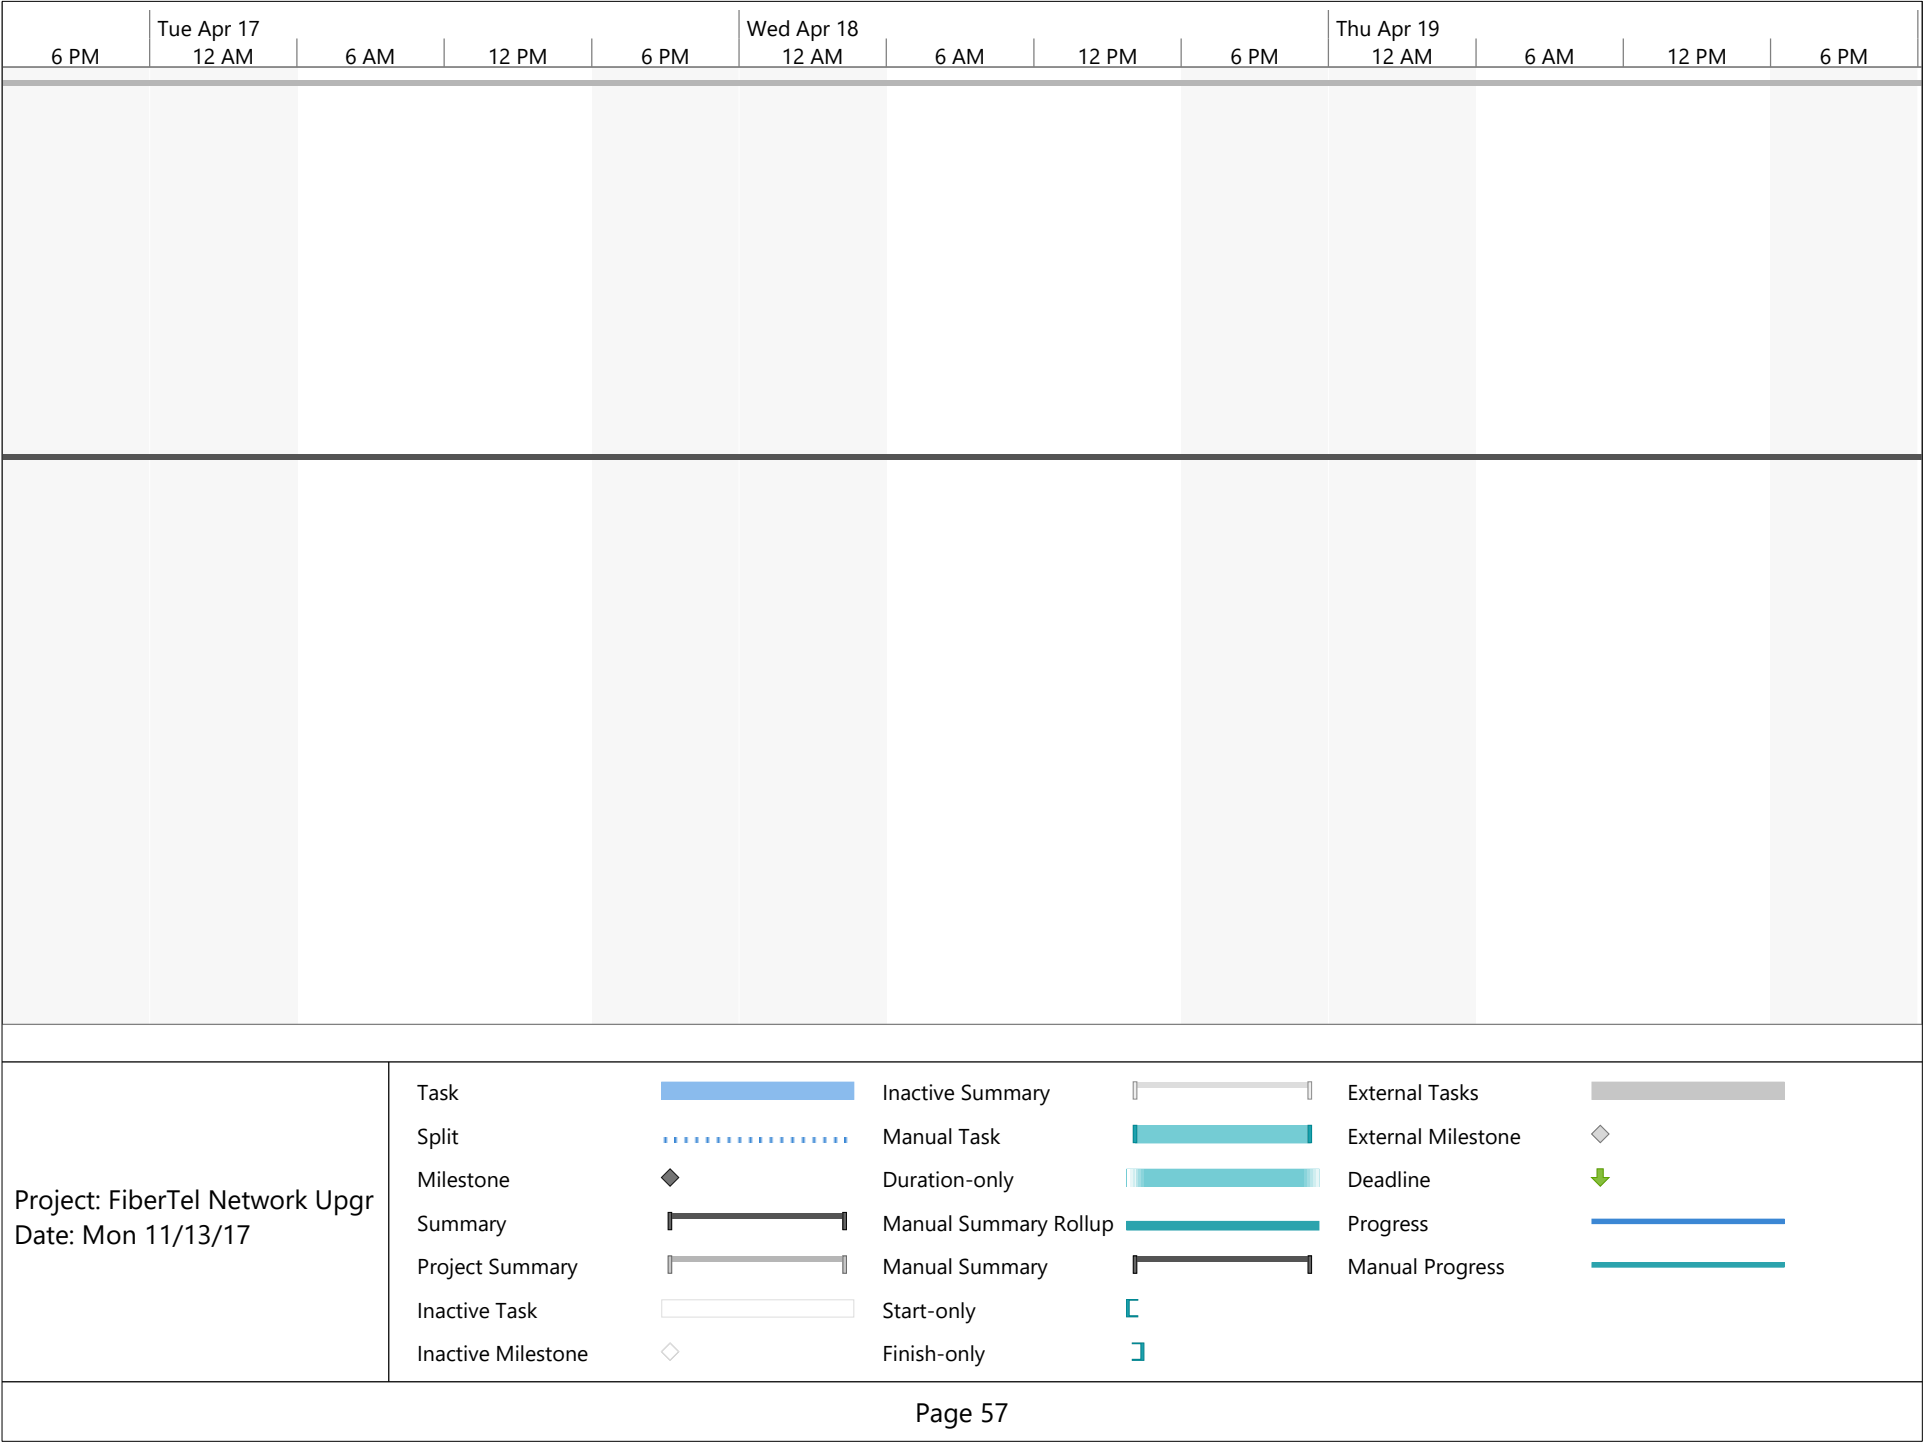 Tue Apr 17 Wed Apr 18 Thu Apr 19
6 PM 12 AM 6 AM 12 PM 6 PM 12 AM 6 AM 12 PM 6 PM 12 AM 6 AM 12 PM 6 PM
Project: FiberTel Network Upgr
Date: Mon 11/13/17
Task
Split
Milestone
Summary
Project Summary
Inactive Task
Inactive Milestone
Inactive Summary
Manual Task
Duration-only
Manual Summary Rollup
Manual Summary
Start-only
Finish-only
External Tasks
External Milestone
Deadline
Progress
Manual Progress
Page 57